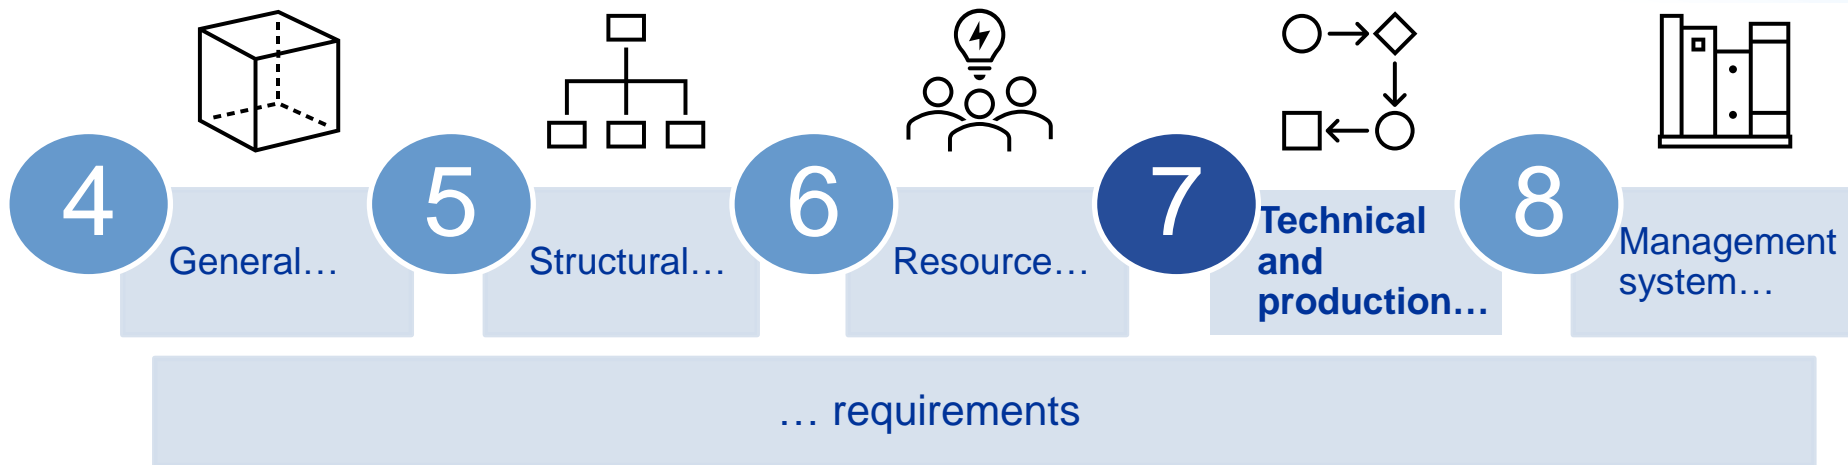 4
General…
5
Structural…
6
Resource…
7
Technical
and
production…
8
Management
system…
… requirements